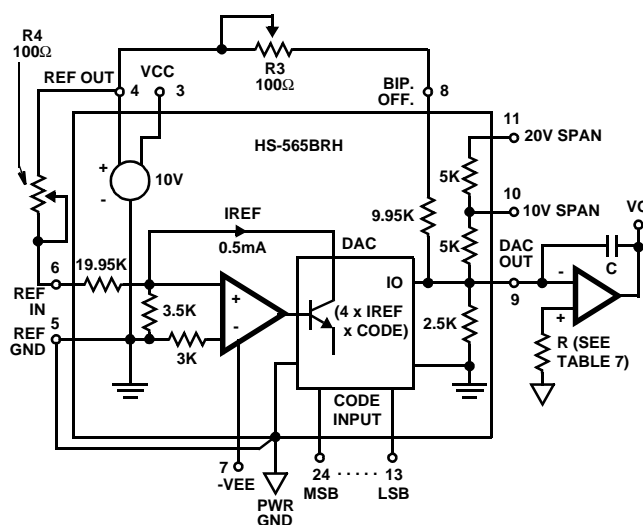 R4
100Ω
R3
100Ω
REF OUT
4
VCC
3
BIP.
OFF.
8
11
20V SPAN
HS-565BRH
+
-
10V
5K
10
10V SPAN
9.95K
5K
IREF
0.5mA
DAC
DAC
OUT
9
C
6
REF
IN
19.95K
3.5K
+
-
IO
(4 x IREF
x CODE)
-
+
5
REF
GND
3K
2.5K
R (SEE
TABLE 7)
CODE
INPUT
7
-VEE
PWR
GND
24 . . . . . 13
MSB LSB